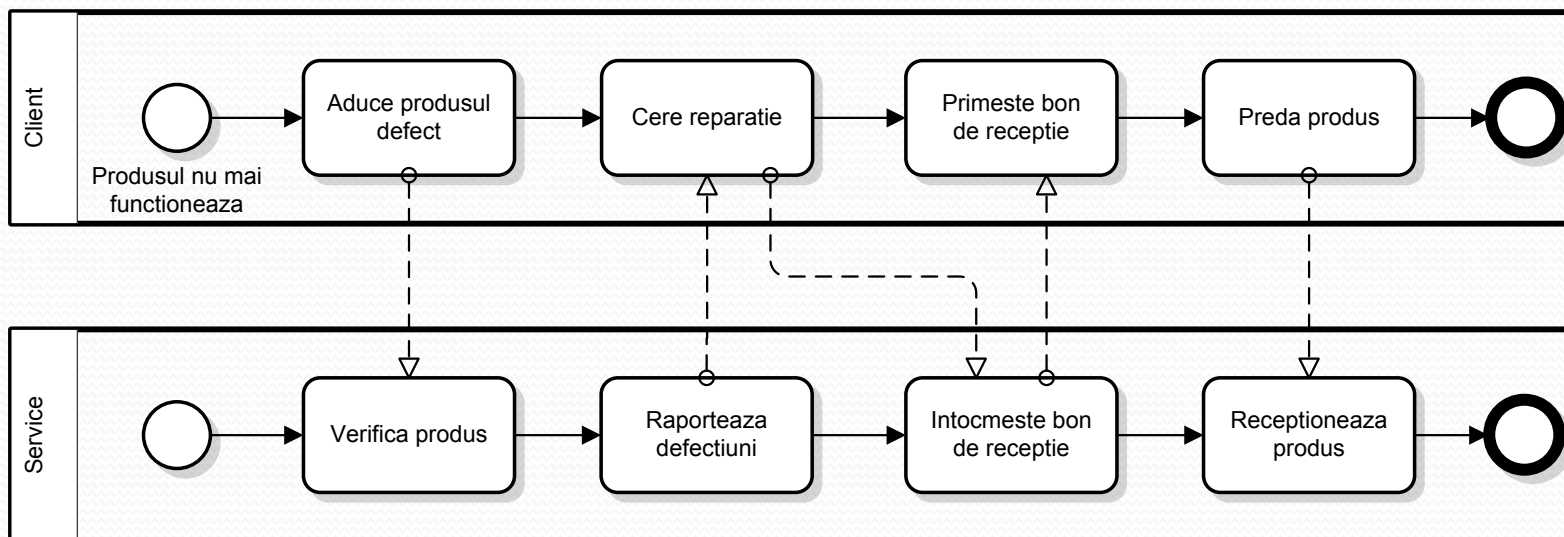 Client
Aduce produsul
defect
Cere reparatie
Primeste bon
de receptie
Preda produs
Produsul nu mai
functioneaza
Service
Verifica produs
Raporteaza
defectiuni
Intocmeste bon
de receptie
Receptioneaza
produs